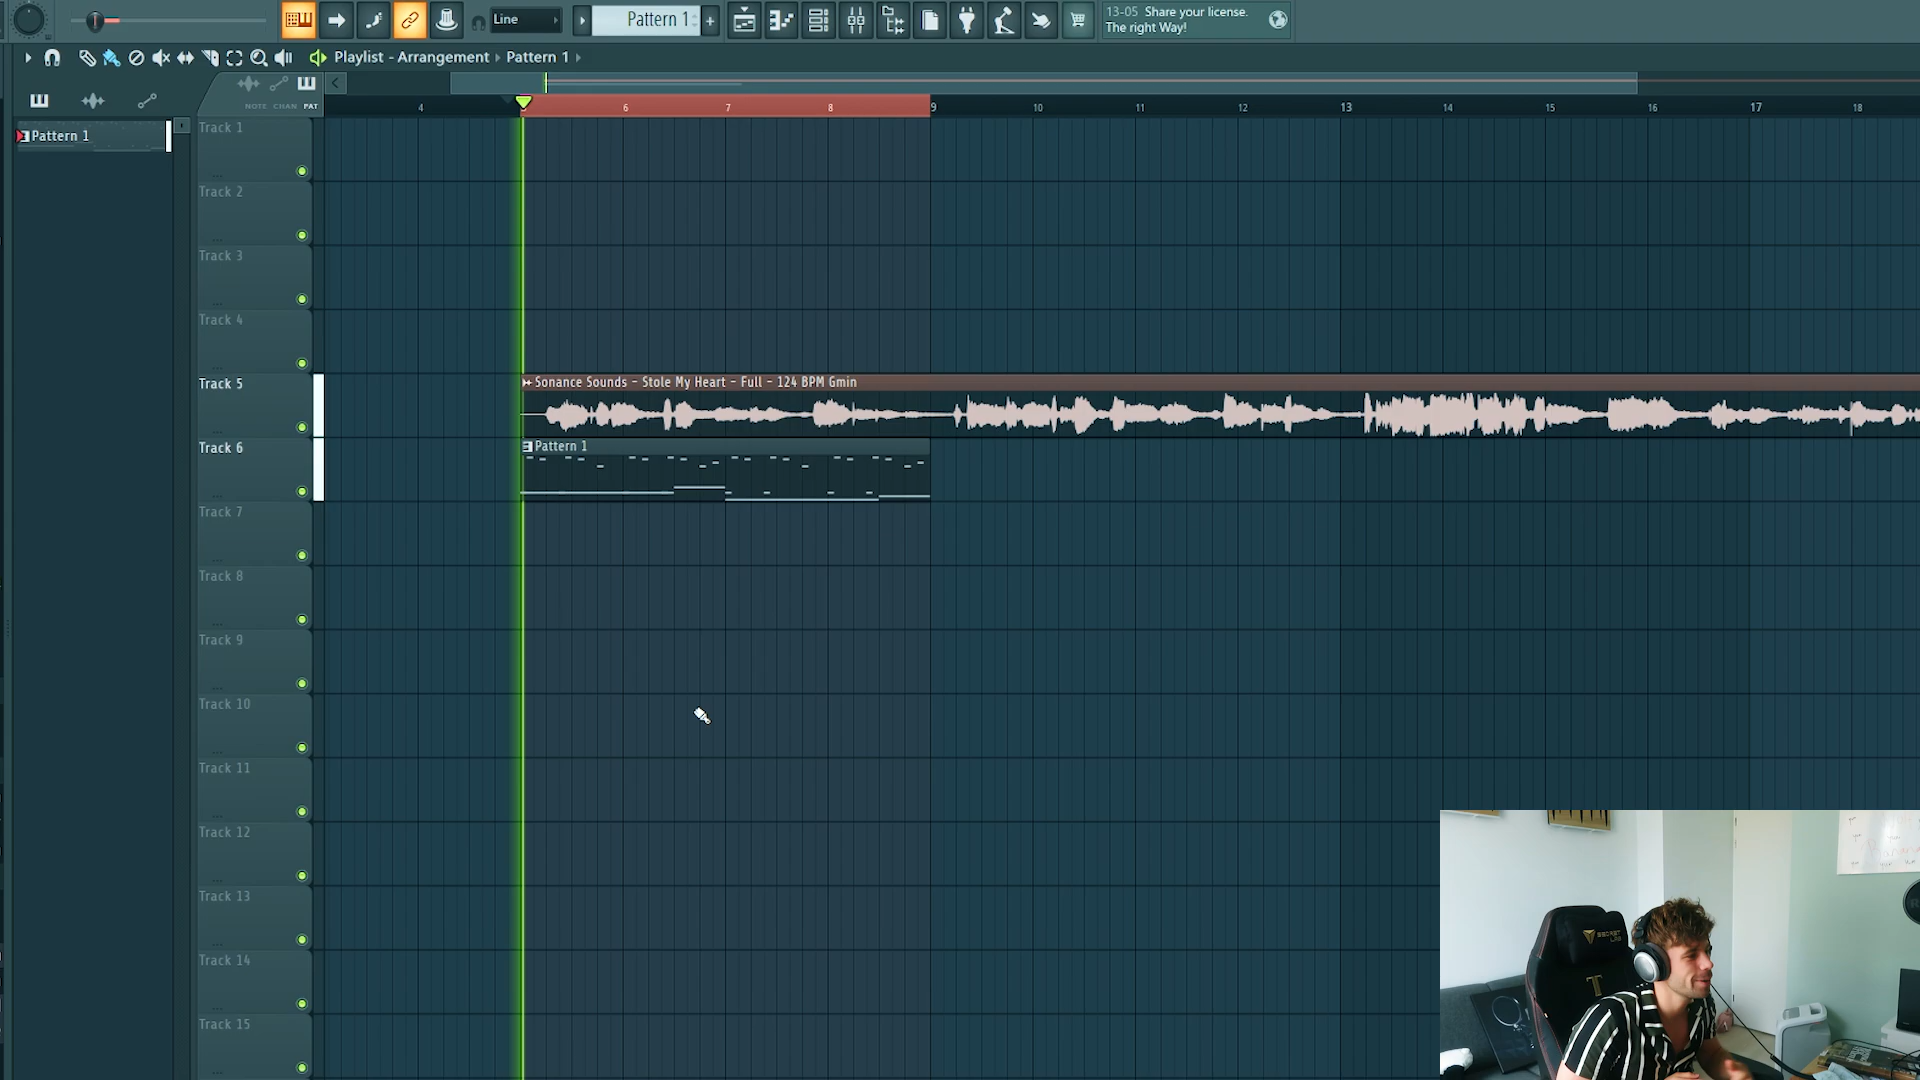 Line
Pattern 1
+
13-05 Share your license.
The right Way!
Playlist - Arrangement › Pattern 1 ›
NOTE CHAN PAT
4 5 6 7 8 9 10 11 12 13 14 15 16 17 18
Pattern 1
Track 1
Track 2
Track 3
Track 4
Track 5
Sonance Sounds - Stole My Heart - Full - 124 BPM Gmin
Track 6
Pattern 1
Track 7
Track 8
Track 9
Track 10
Track 11
Track 12
Track 13
Track 14
Track 15
SECRET
LAB